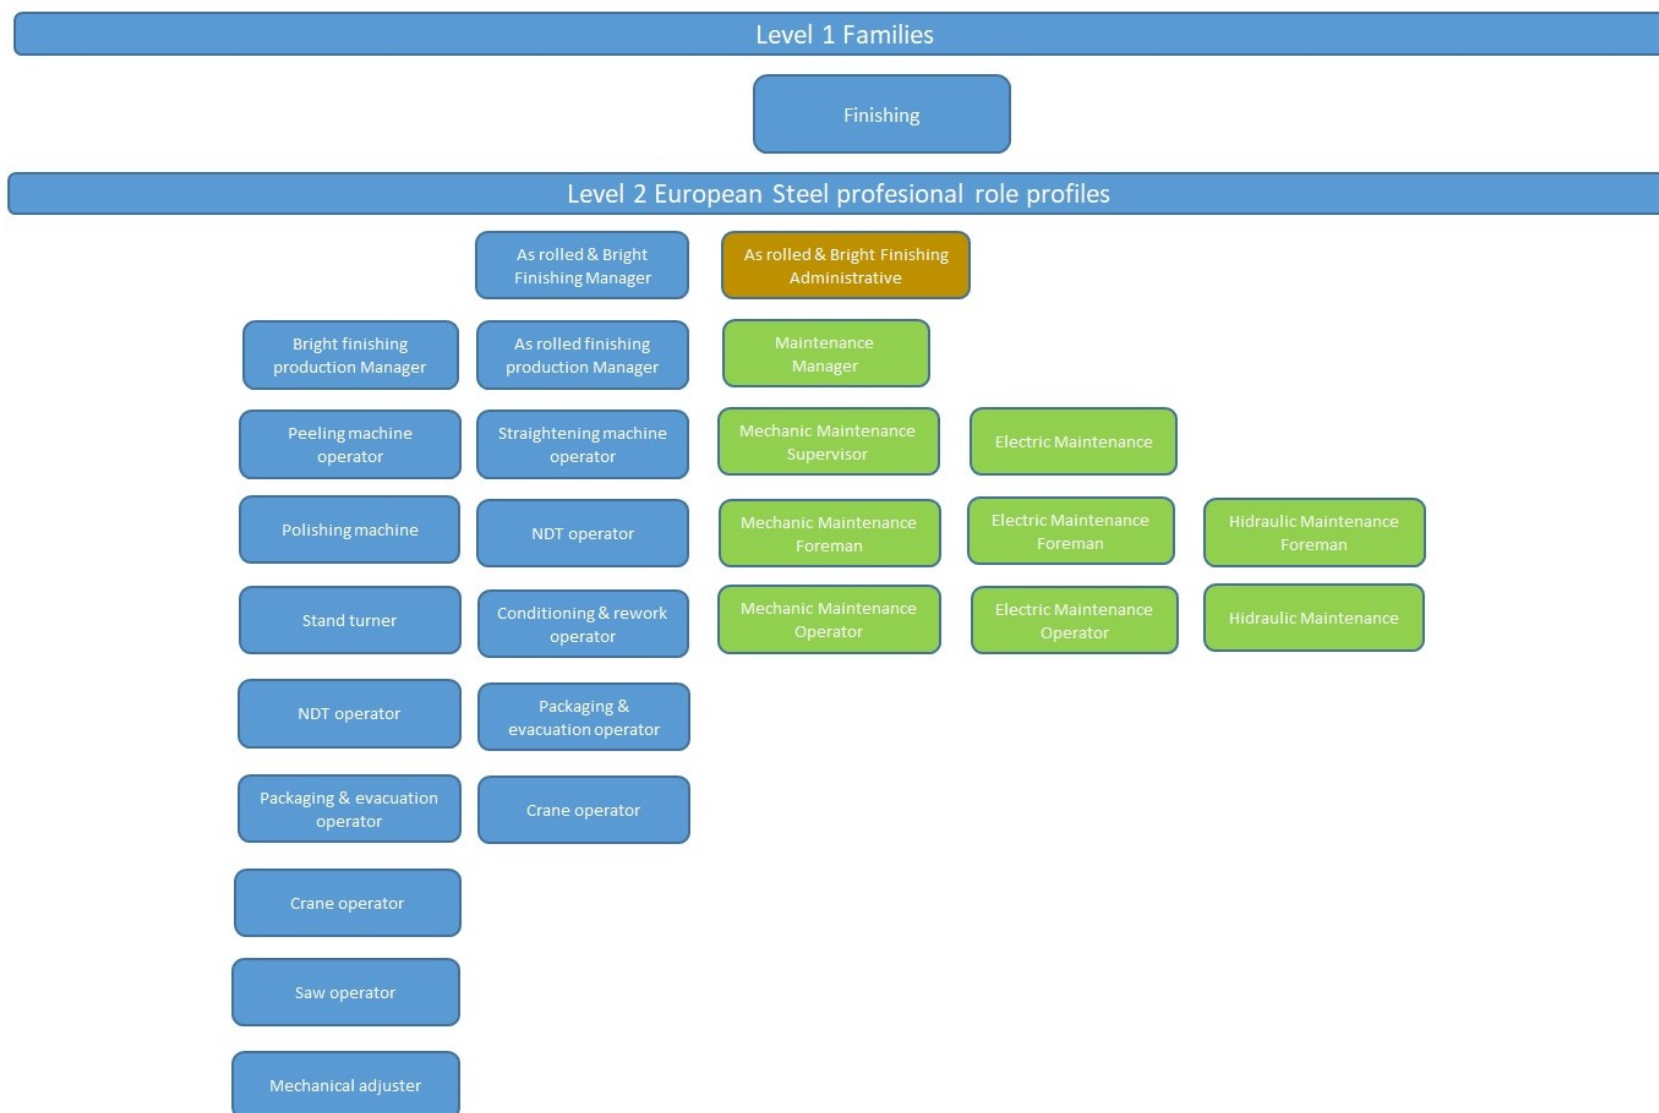 Level 1 Families
Finishing
Level 2 European Steel profesional role profiles
As rolled & Bright
Finishing Manager
As rolled & Bright Finishing
Administrative
Bright finishing
production Manager
As rolled finishing
production Manager
Maintenance
Manager
Peeling machine
operator
Straightening machine
operator
Mechanic Maintenance
Supervisor
Electric Maintenance
Polishing machine
NDT operator
Mechanic Maintenance
Foreman
Electric Maintenance
Foreman
Hidraulic Maintenance
Foreman
Stand turner
Conditioning & rework
operator
Mechanic Maintenance
Operator
Electric Maintenance
Operator
Hidraulic Maintenance
NDT operator
Packaging &
evacuation operator
Packaging & evacuation
operator
Crane operator
Crane operator
Saw operator
Mechanical adjuster